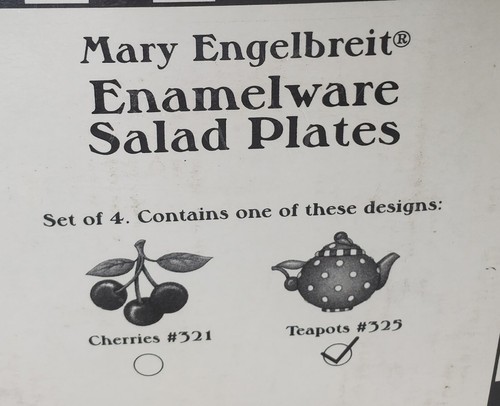 Mary Engelbreit®
Enamelware
Salad Plates
Set of 4. Contains one of these designs:
Cherries #321
Teapots #325